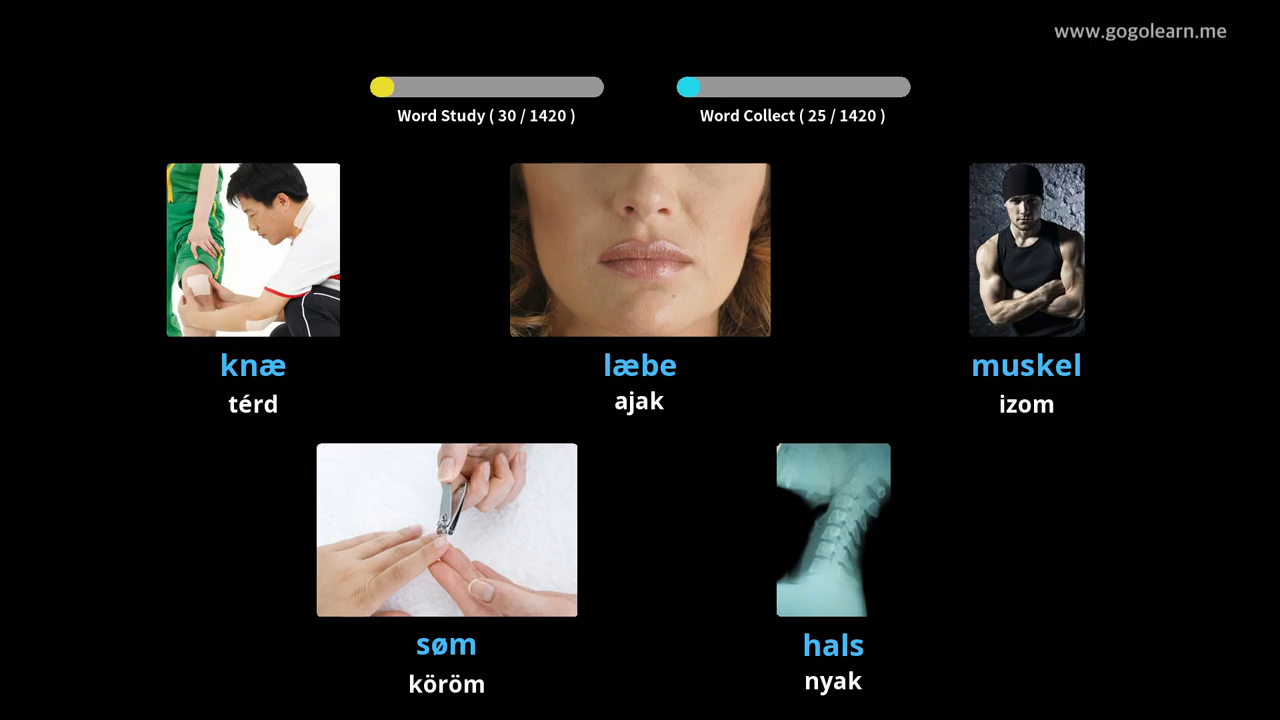 www.gogolearn.me
Word Study ( 30 / 1420 )
Word Collect ( 25 / 1420 )
knæ
térd
læbe
ajak
muskel
izom
søm
köröm
hals
nyak